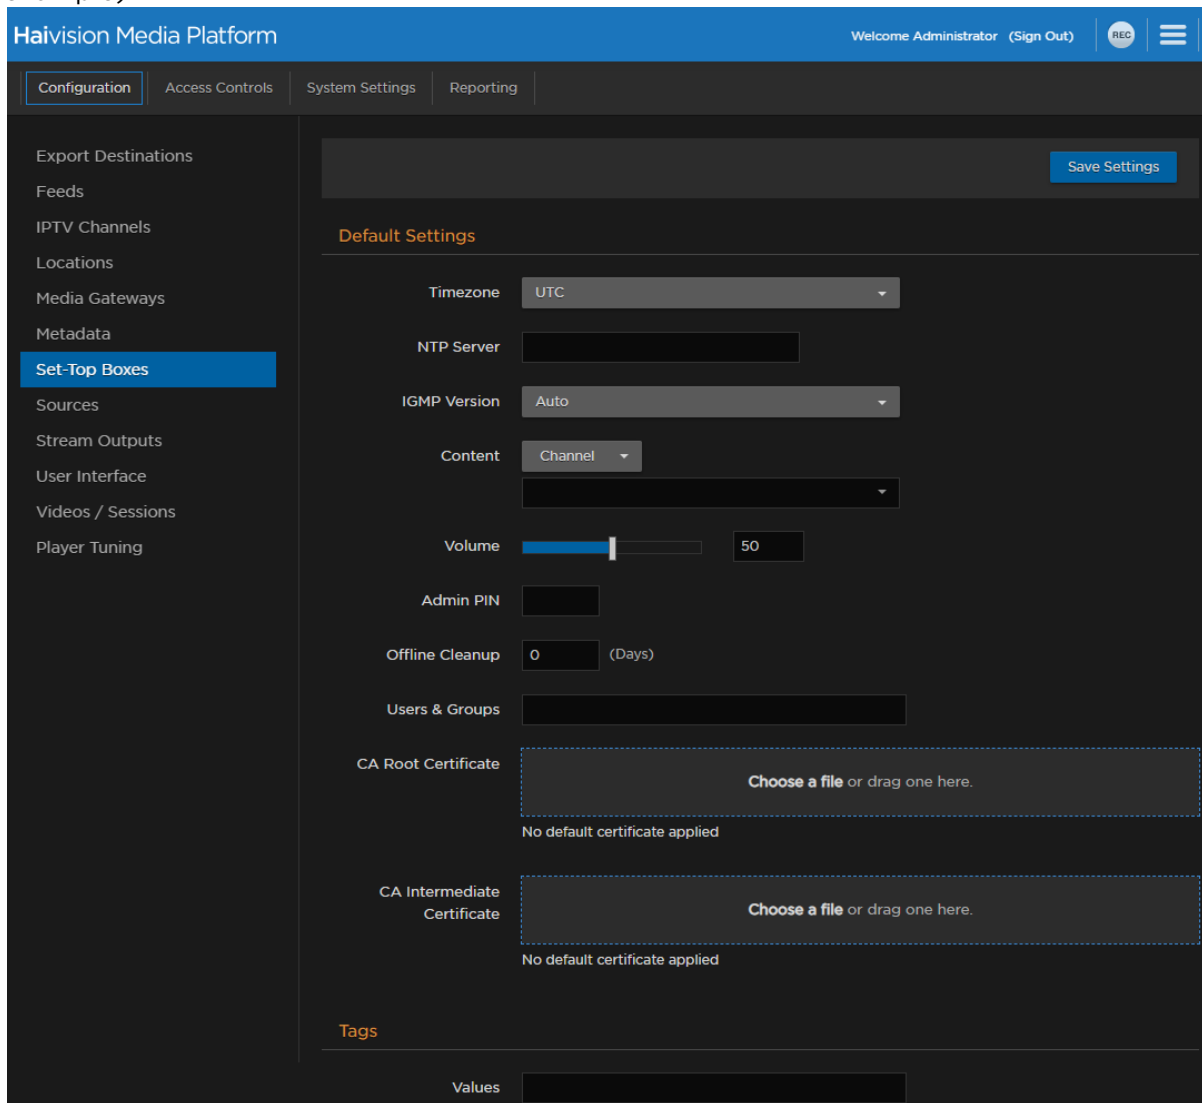 Haivision Media Platform
Welcome Administrator (Sign Out) REC
Configuration Access Controls System Settings Reporting
Export Destinations
Feeds
IPTV Channels
Locations
Media Gateways
Metadata
Set-Top Boxes
Sources
Stream Outputs
User Interface
Videos / Sessions
Player Tuning
Save Settings
Default Settings
Timezone UTC
NTP Server
IGMP Version Auto
Content Channel
Volume 50
Admin PIN
Offline Cleanup 0 (Days)
Users & Groups
CA Root Certificate
Choose a file or drag one here.
No default certificate applied
CA Intermediate
Certificate
Choose a file or drag one here.
No default certificate applied
Tags
Values